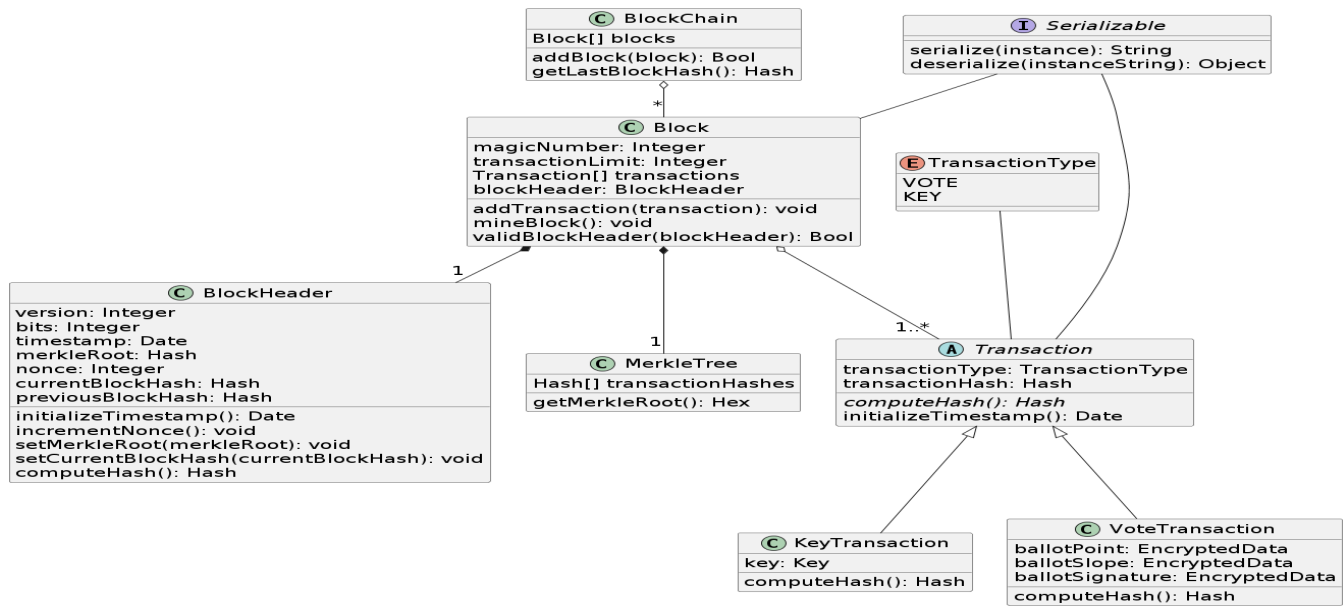 C BlockChain
Block[] blocks
addBlock(block): Bool
getLastBlockHash(): Hash
I Serializable
serialize(instance): String
deserialize(instanceString): Object
*
C Block
magicNumber: Integer
transactionLimit: Integer
Transaction[] transactions
blockHeader: BlockHeader
addTransaction(transaction): void
mineBlock(): void
validBlockHeader(blockHeader): Bool
E TransactionType
VOTE
KEY
1
C BlockHeader
version: Integer
bits: Integer
timestamp: Date
merkleRoot: Hash
nonce: Integer
currentBlockHash: Hash
previousBlockHash: Hash
initializeTimestamp(): Date
incrementNonce(): void
setMerkleRoot(merkleRoot): void
setCurrentBlockHash(currentBlockHash): void
computeHash(): Hash
1
C MerkleTree
Hash[] transactionHashes
getMerkleRoot(): Hex
1..*
A Transaction
transactionType: TransactionType
transactionHash: Hash
computeHash(): Hash
initializeTimestamp(): Date
C KeyTransaction
key: Key
computeHash(): Hash
C VoteTransaction
ballotPoint: EncryptedData
ballotSlope: EncryptedData
ballotSignature: EncryptedData
computeHash(): Hash